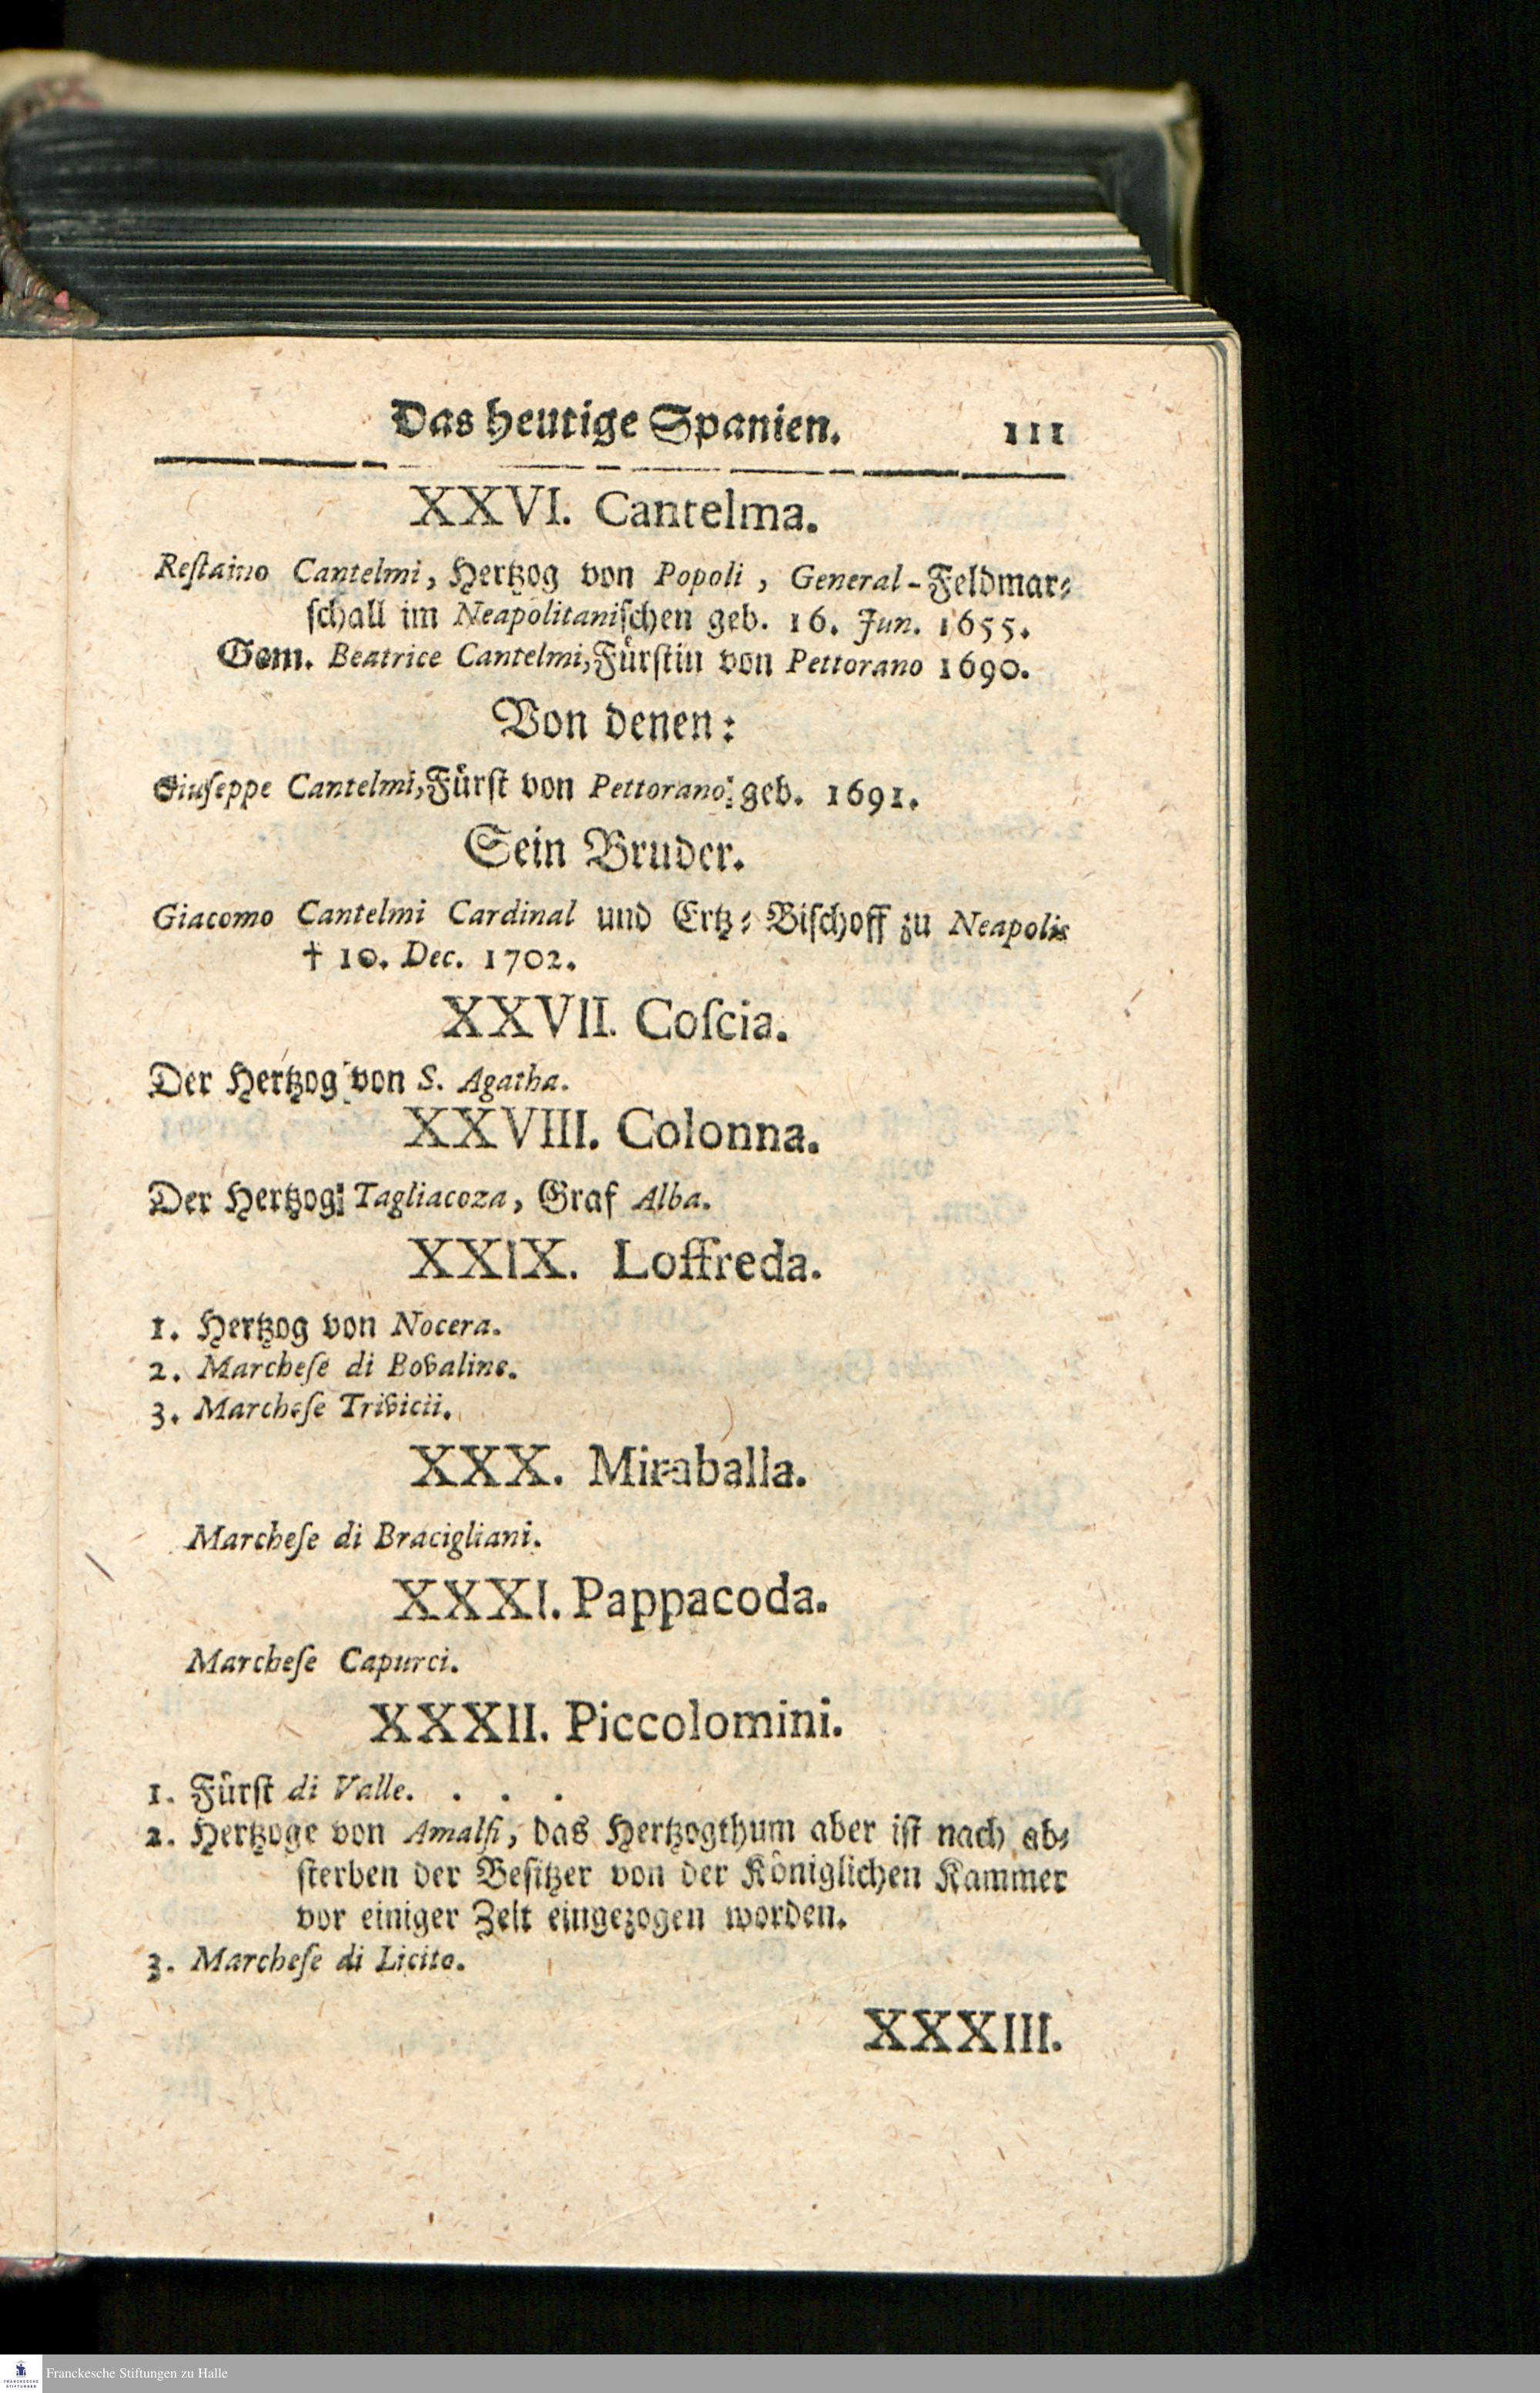 Das heutige Spanien. 111
XXVI. Cantelma.
Reſtaino Cantelmi, Hertzog von Popoli, General-Feldmar⸗
ſchall im Neapolitaniſchen geb. 16. Jun. 1655.
Gem. Beatrice Cantelmi, Fürſtin von Pettorano 1690.
Von denen:
Giuſeppe Cantelmi, Fürſt von Pettorano: geb. 1691.
Sein Bruder.
Giacomo Cantelmi Cardinal und Ertz⸗Biſchoff zu Neapolis
† 10. Dec. 1702.
XXVII. Coſcia.
Der Hertzog von S. Agatha.
XXVIII. Colonna.
Der Hertzog: Tagliacoza, Graf Alba.
XXIX. Loffreda.
1. Hertzog von Nocera.
2. Marcheſe di Bovaline.
3. Marcheſe Trivicii.
XXX. Miraballa.
Marcheſe di Bracigliani.
XXXI. Pappacoda.
Marcheſe Capurci.
XXXII. Piccolomini.
1. Fürſt di Valle. . . .
2. Hertzoge von Amalfi, das Hertzogthum aber iſt nach ab⸗
ſterben der Beſitzer von der Königlichen Kammer
vor einiger Zeit eingezogen worden.
3. Marcheſe di Licito.
XXXIII.
Franckesche Stiftungen zu Halle
FRANCKESCHE
STIFTUNGEN